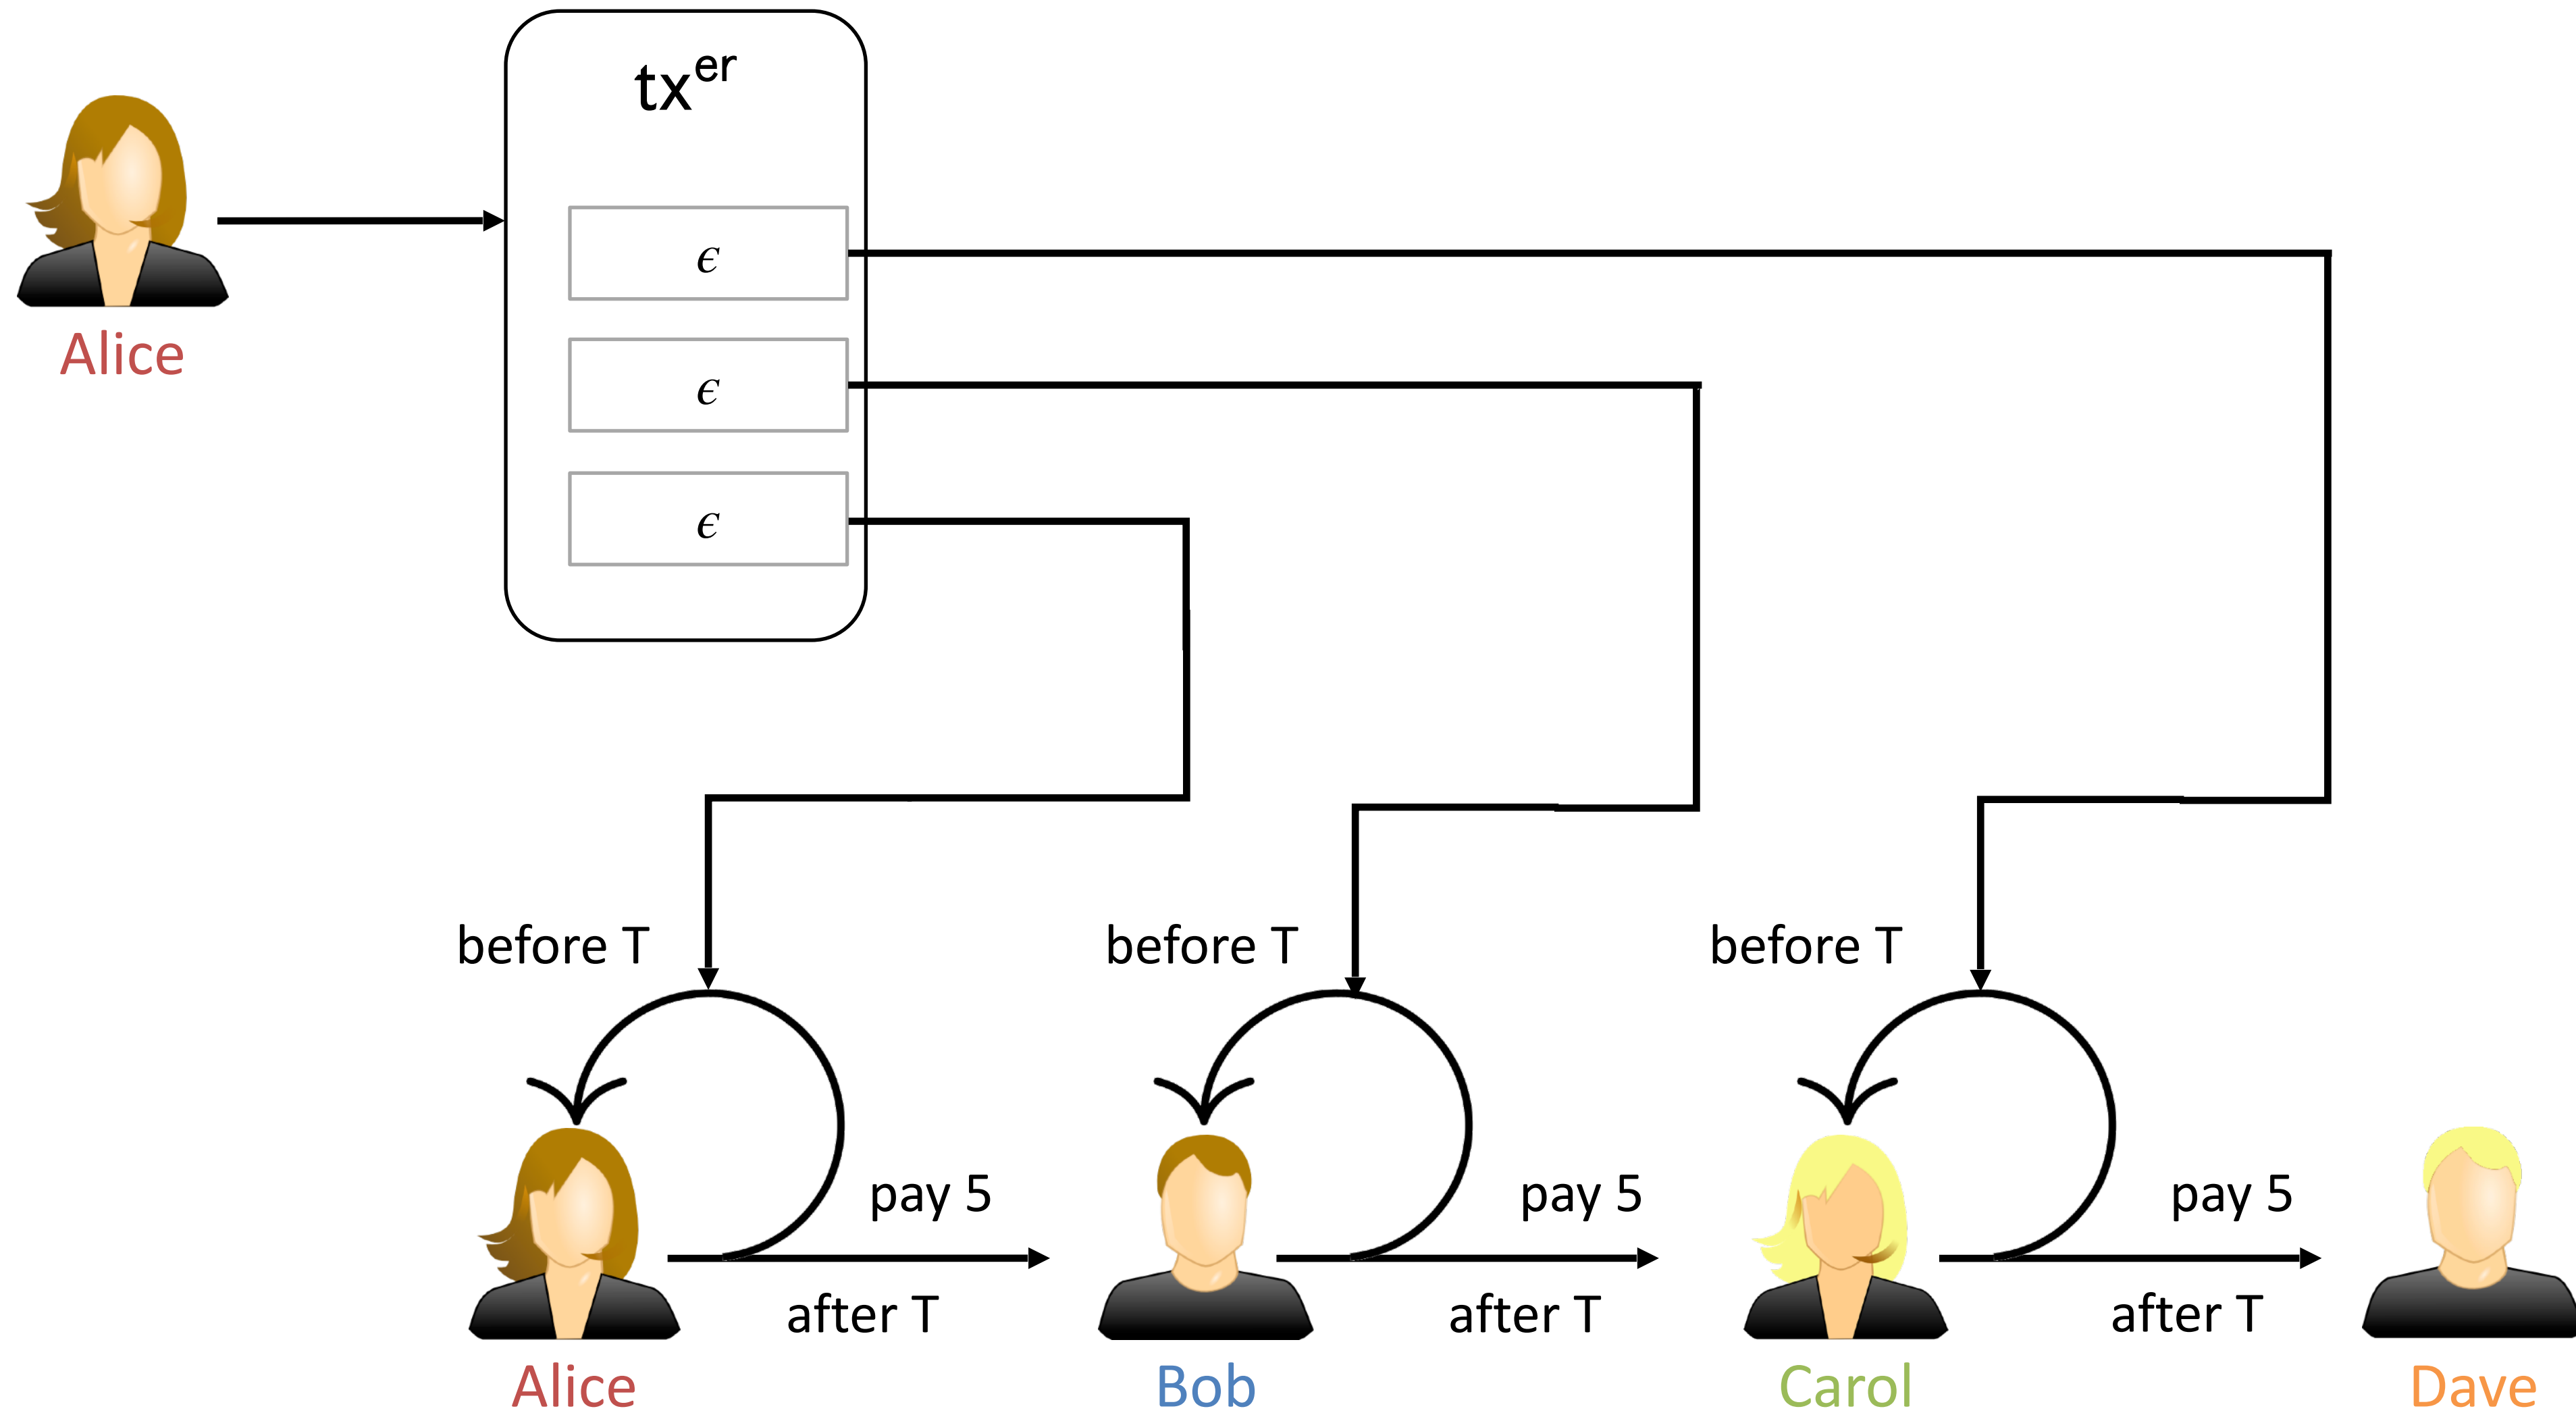 tx^er
ϵ
Alice
ϵ
ϵ
before T
before T
before T
pay 5
pay 5
pay 5
after T
after T
after T
Alice
Bob
Carol
Dave